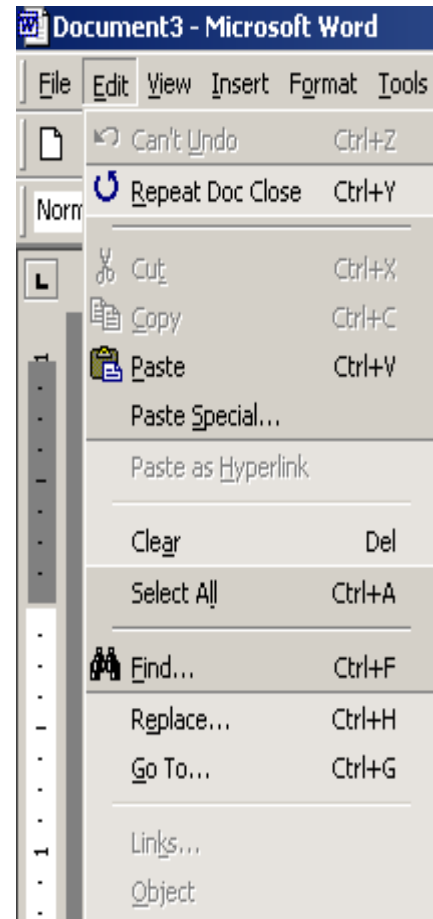 Document3 - Microsoft Word
File Edit View Insert Format Tools
Can't Undo Ctrl+Z
Repeat Doc Close Ctrl+Y
Norm
Cut Ctrl+X
L
Copy Ctrl+C
Paste Ctrl+V
1
Paste Special...
Paste as Hyperlink
Clear Del
Select All Ctrl+A
Find... Ctrl+F
Replace... Ctrl+H
Go To... Ctrl+G
Links...
1
Object